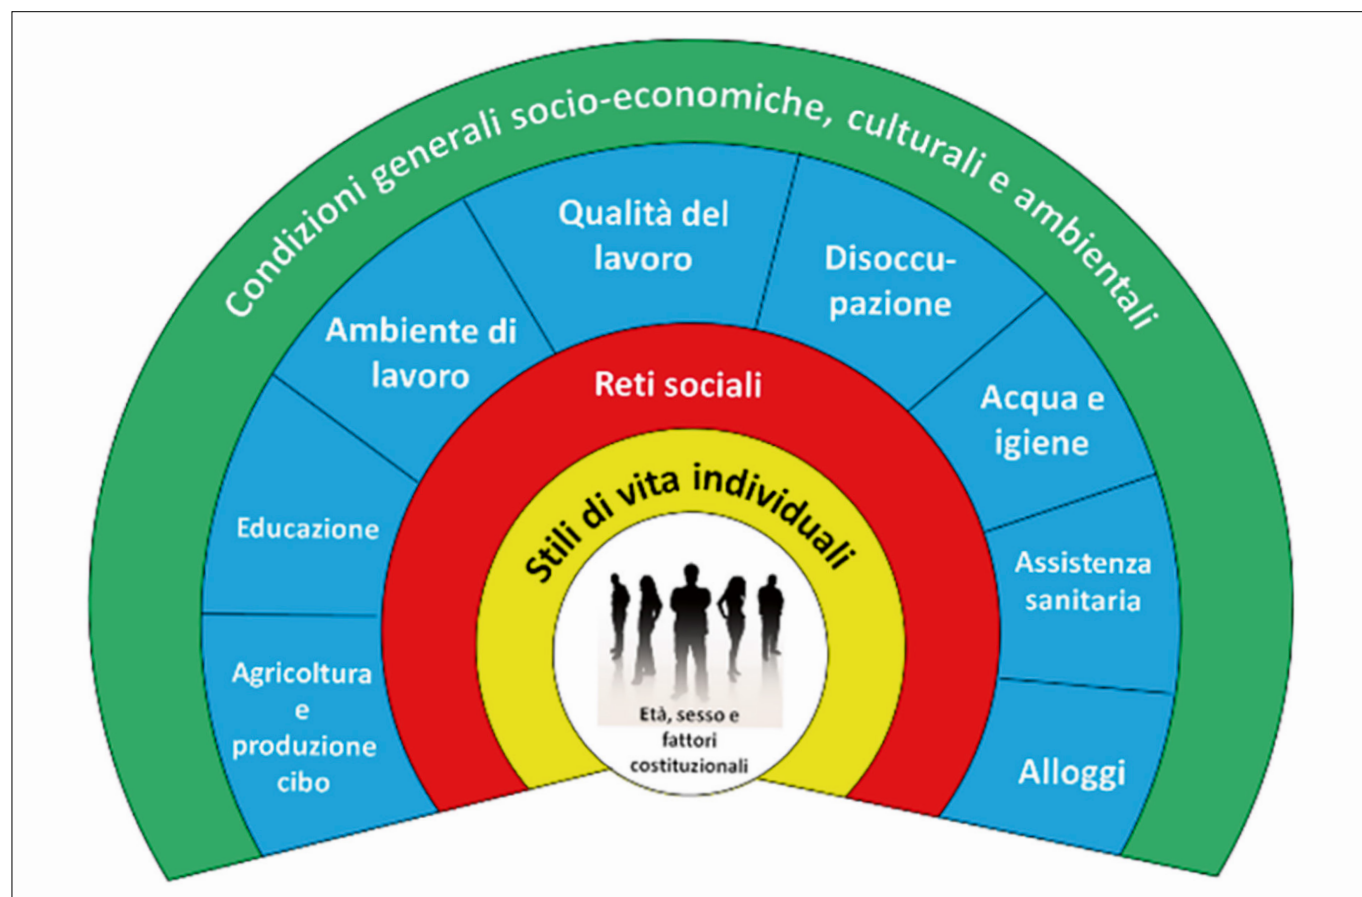 Condizioni generali socio-economiche, culturali e ambientali
Qualità del
lavoro
Disoccu-
pazione
Ambiente di
lavoro
Acqua e
igiene
Reti sociali
Educazione
Assistenza
sanitaria
Stili di vita individuali
Agricoltura
e
produzione
cibo
Alloggi
Età, sesso e
fattori
costituzionali